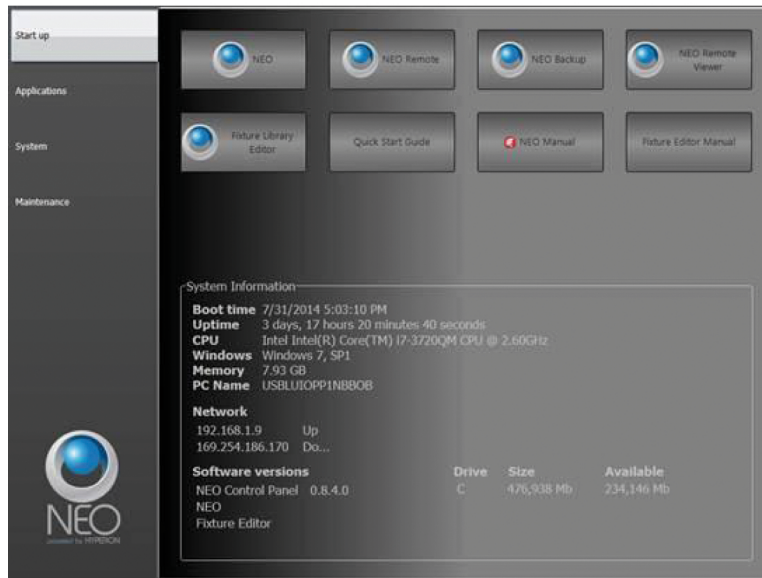 Start up
Applications
System
Maintenance
NEO
NEO Remote
NEO Backup
NEO Remote
Viewer
Fixture Library
Editor
Quick Start Guide
NEO Manual
Fixture Editor Manual
System Information
Boot time 7/31/2014 5:03:10 PM
Uptime 3 days, 17 hours 20 minutes 40 seconds
CPU Intel Intel(R) Core(TM) i7-3720QM CPU @ 2.60GHz
Windows Windows 7, SP1
Memory 7.93 GB
PC Name USBLUIOPP1NBBOB
Network
192.168.1.9 Up
169.254.186.170 Do...
Software versions Drive Size Available
NEO Control Panel 0.8.4.0 C 476,938 Mb 234,146 Mb
NEO
Fixture Editor
NEO
powered by HYPERION